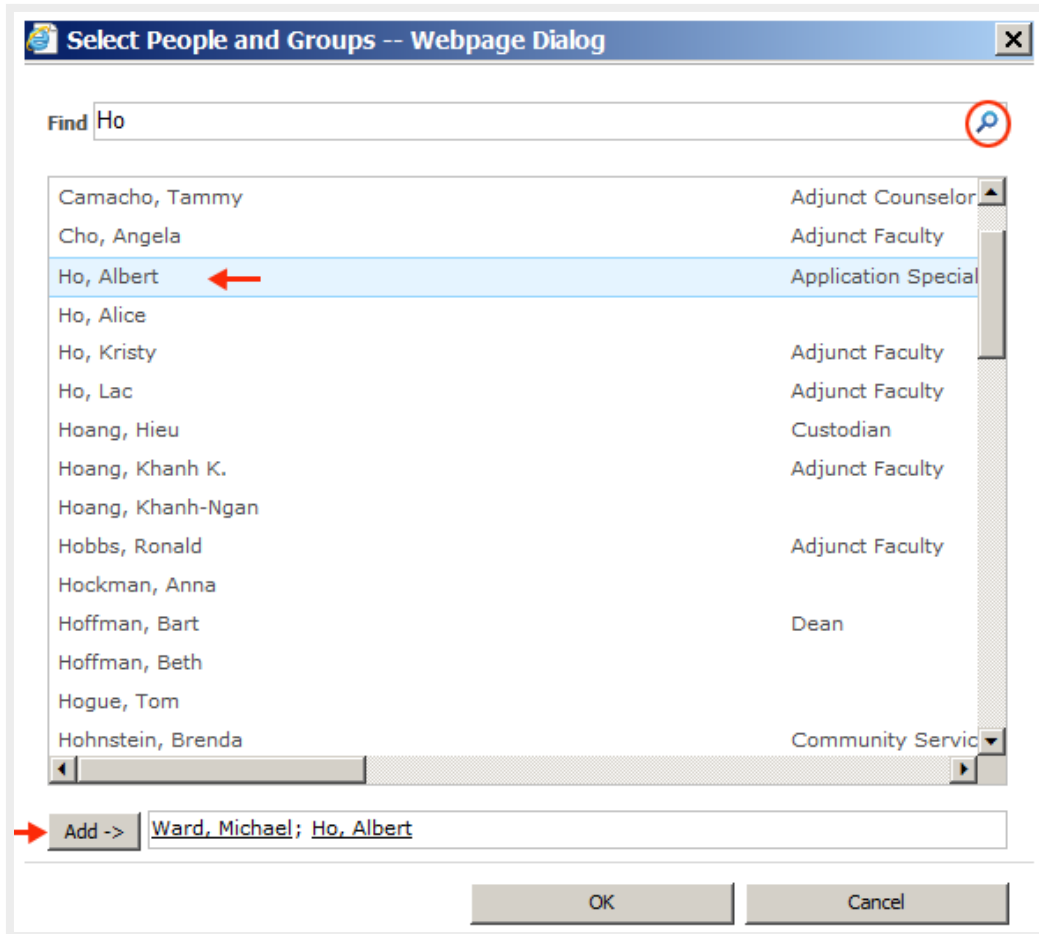 Select People and Groups -- Webpage Dialog
Find Ho
Camacho, Tammy Adjunct Counselor
Cho, Angela Adjunct Faculty
Ho, Albert Application Special
Ho, Alice
Ho, Kristy Adjunct Faculty
Ho, Lac Adjunct Faculty
Hoang, Hieu Custodian
Hoang, Khanh K. Adjunct Faculty
Hoang, Khanh-Ngan
Hobbs, Ronald Adjunct Faculty
Hockman, Anna
Hoffman, Bart Dean
Hoffman, Beth
Hogue, Tom
Hohnstein, Brenda Community Servic
Add -> Ward, Michael; Ho, Albert
OK Cancel